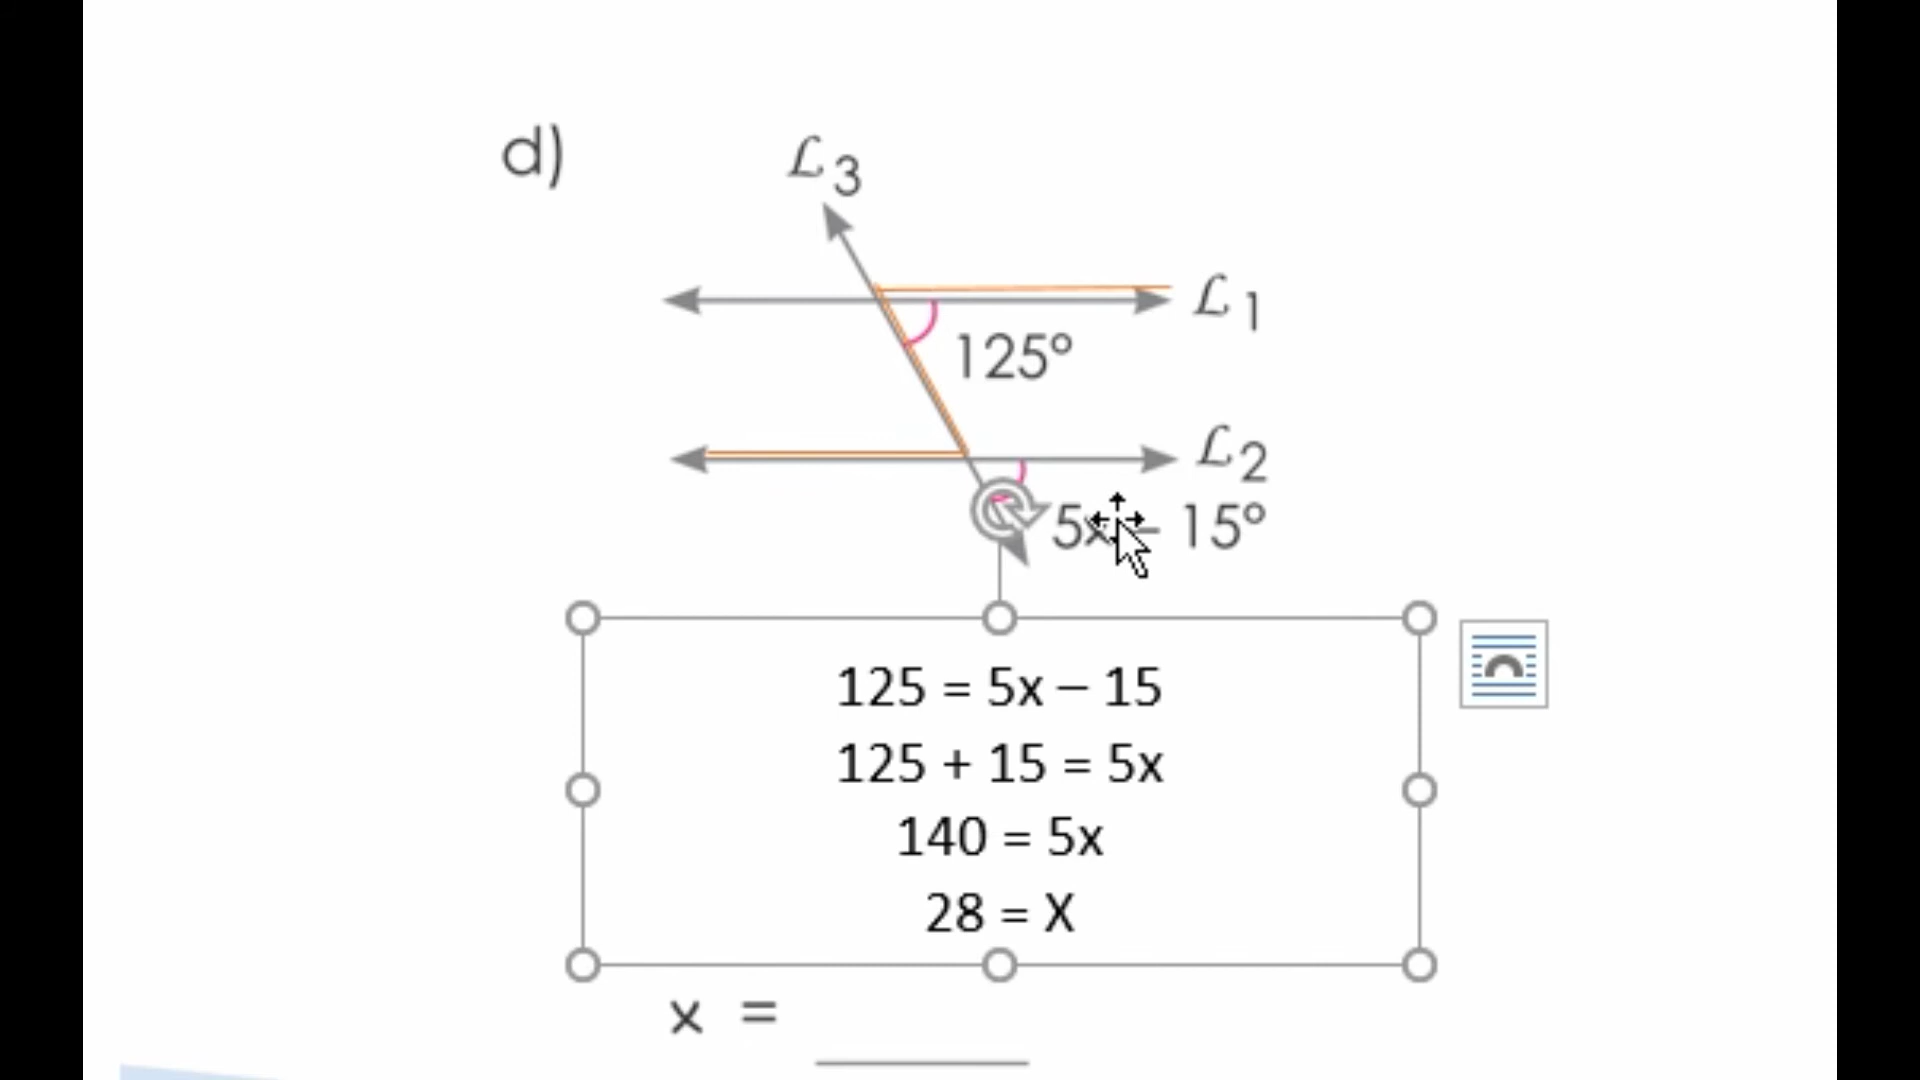 d)
ℒ3
ℒ1
125°
ℒ2
5x – 15°
125 = 5x – 15
125 + 15 = 5x
140 = 5x
28 = X
x =